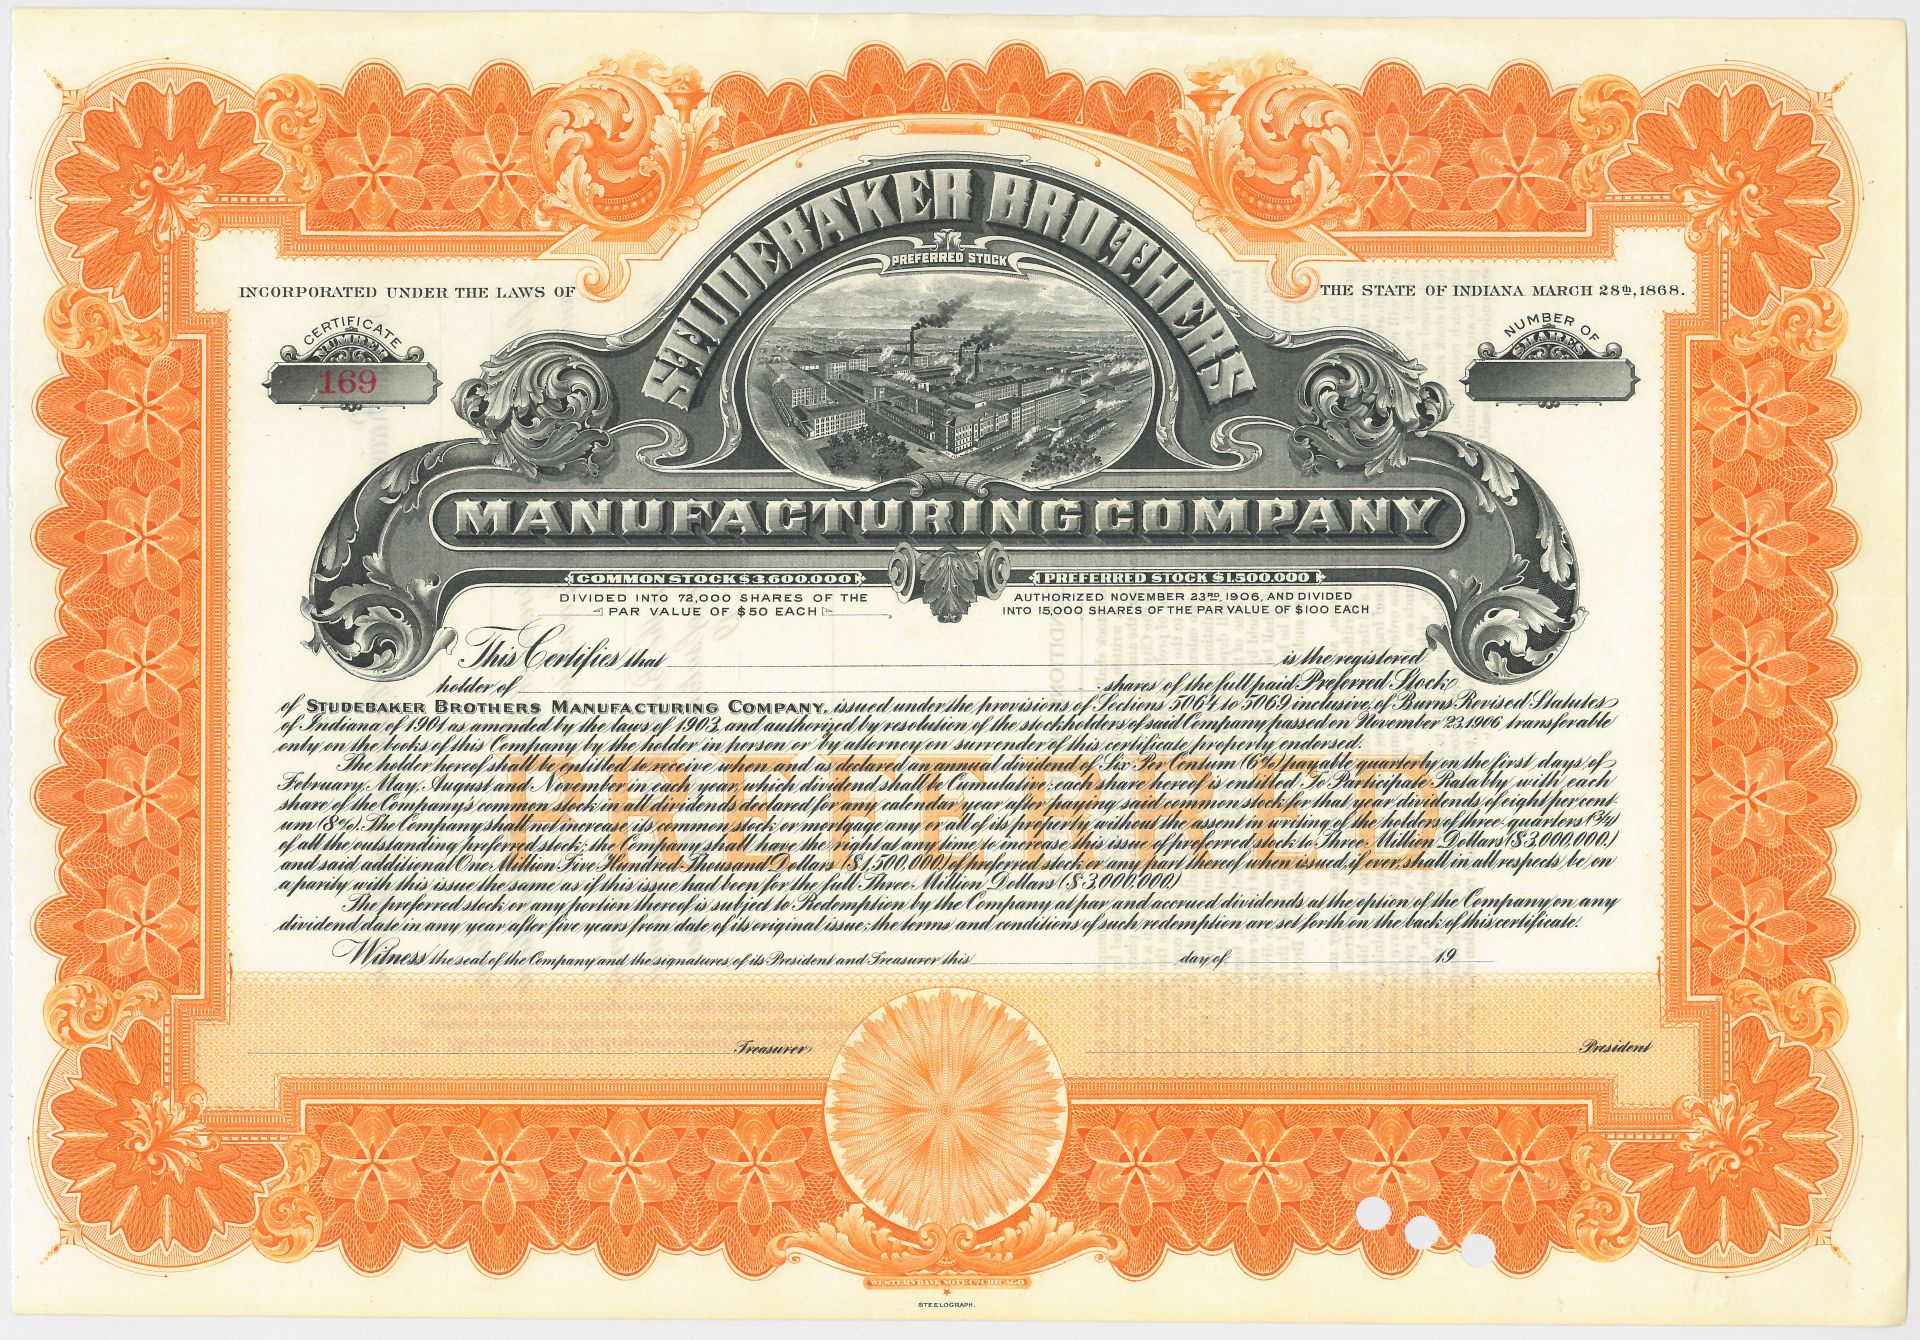 STUDEBAKER BROTHERS
PREFERRED STOCK
INCORPORATED UNDER THE LAWS OF THE STATE OF INDIANA MARCH 28th, 1868.
CERTIFICATE
NUMBER
169
NUMBER OF
SHARES
MANUFACTURING COMPANY
COMMON STOCK $3,600,000
DIVIDED INTO 72,000 SHARES OF THE
PAR VALUE OF $50 EACH
PREFERRED STOCK $1,500,000
AUTHORIZED NOVEMBER 23RD, 1906, AND DIVIDED
INTO 15,000 SHARES OF THE PAR VALUE OF $100 EACH
This Certifies that is the registered
holder of shares of the full paid Preferred Stock
of STUDEBAKER BROTHERS MANUFACTURING COMPANY, issued under the provisions of Sections 5064 to 5069 inclusive, of Burns Revised Statutes
of Indiana of 1901 as amended by the laws of 1903, and authorized by resolution of the stockholders of said Company passed on November 23, 1906, transferable
only on the books of this Company by the holder in person or by attorney on surrender of this certificate properly endorsed.
The holder hereof shall be entitled to receive when and as declared an annual dividend of Six Per Centum (6%) payable quarterly on the first days of
February, May, August and November in each year, which dividend shall be Cumulative; each share hereof is entitled To Participate Ratably with each
share of the Company's common stock in all dividends declared for any calendar year after paying said common stock for that year dividends of eight per cent-
um (8%). The Company shall not increase its common stock or mortgage any or all of its property without the assent in writing of the holders of three-quarters (3/4)
of all the outstanding preferred stock; the Company shall have the right at any time to increase this issue of preferred stock to Three Million Dollars ($3,000,000)
and said additional One Million Five Hundred Thousand Dollars ($1,500,000) of preferred stock or any part thereof when issued, if ever, shall in all respects be on
a parity with this issue the same as if this issue had been for the full Three Million Dollars ($3,000,000)
The preferred stock or any portion thereof is subject to Redemption by the Company at par and accrued dividends at the option of the Company on any
dividend date in any year after five years from date of its original issue; the terms and conditions of such redemption are set forth on the back of this certificate.
PREFERRED
Witness the seal of the Company and the signatures of its President and Treasurer this day of 19
Treasurer
President
WESTERN BANK NOTE CO. CHICAGO
STEELOGRAPH.